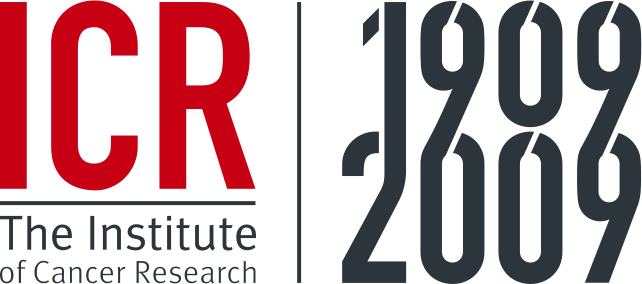 ICR
The Institute
of Cancer Research
1909
2009